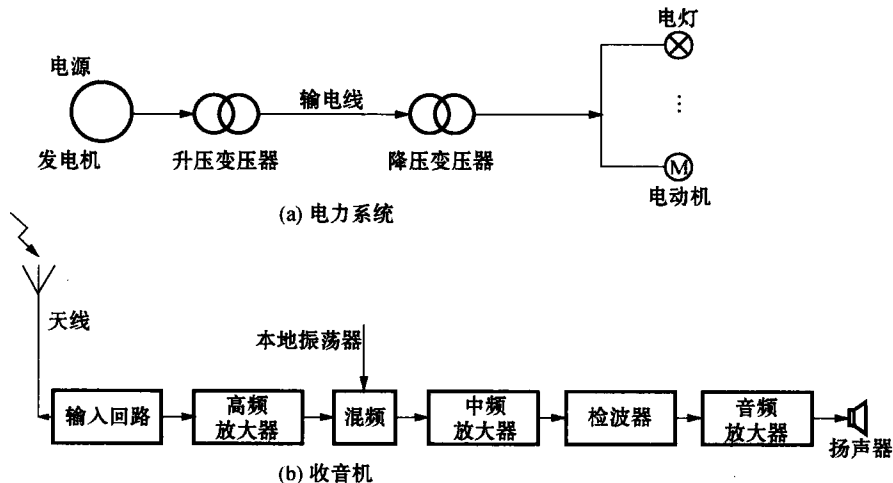 电灯
电源
输电线
发电机
升压变压器
降压变压器
M
电动机
(a) 电力系统
天线
本地振荡器
输入回路
高频
放大器
混频
中频
放大器
检波器
音频
放大器
扬声器
(b) 收音机